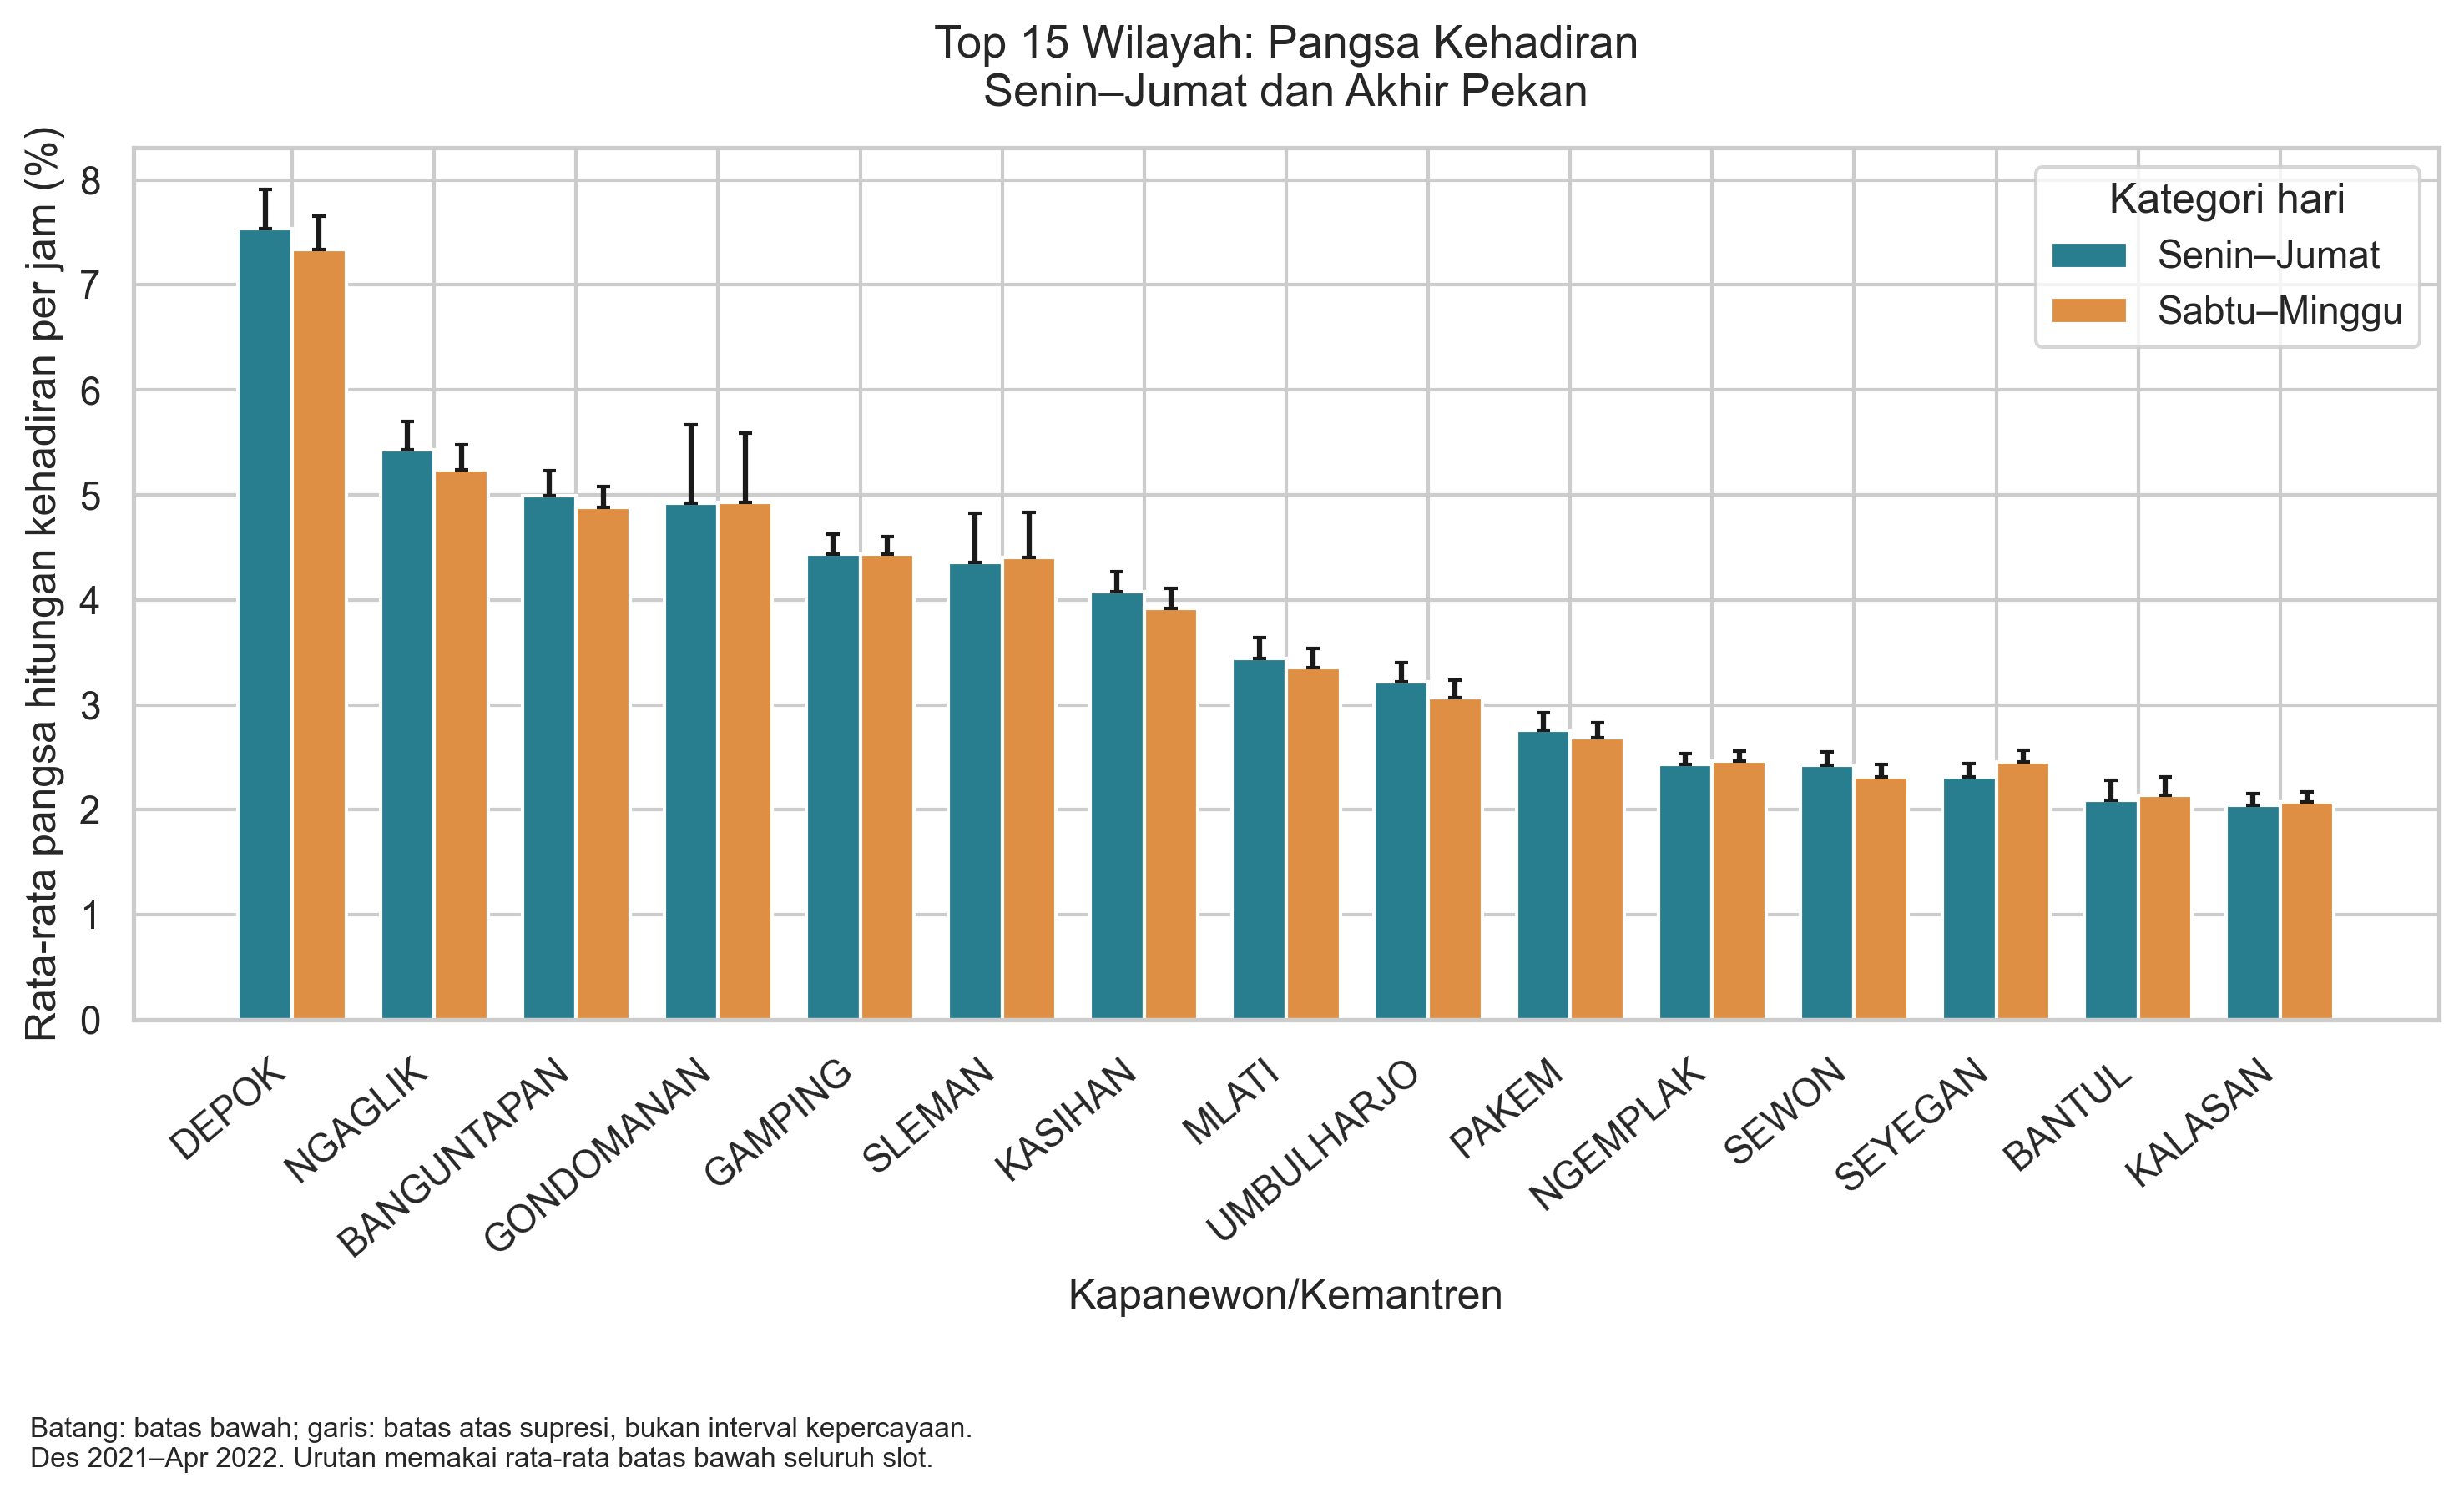 Top 15 Wilayah: Pangsa Kehadiran
Senin–Jumat dan Akhir Pekan
Rata-rata pangsa hitungan kehadiran per jam (%)
8
7
6
5
4
3
2
1
0
Kategori hari
Senin–Jumat
Sabtu–Minggu
DEPOK
NGAGLIK
BANGUNTAPAN
GONDOMANAN
GAMPING
SLEMAN
KASIHAN
MLATI
UMBULHARJO
PAKEM
NGEMPLAK
SEWON
SEYEGAN
BANTUL
KALASAN
Kapanewon/Kemantren
Batang: batas bawah; garis: batas atas supresi, bukan interval kepercayaan.
Des 2021–Apr 2022. Urutan memakai rata-rata batas bawah seluruh slot.